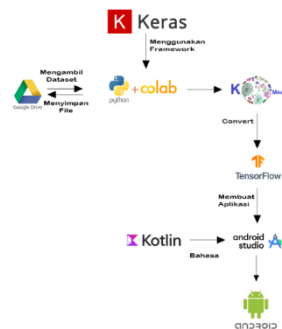 K Keras
Menggunakan
Framework
Mengambil
Dataset
Menyimpan
File
Google Drive
python
+colab
K
Convert
TensorFlow
Membuat
Aplikasi
Kotlin
Bahasa
android
studio
android